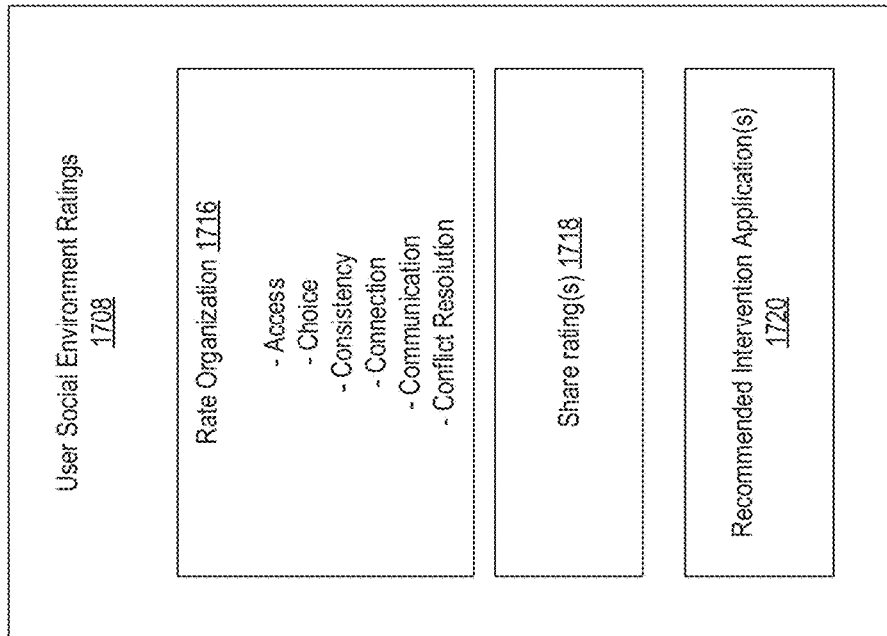 User Social Environment Ratings
1708
Rate Organization 1716
- Access
- Choice
- Consistency
- Connection
- Communication
- Conflict Resolution
Share rating(s) 1718
Recommended Intervention Application(s)
1720